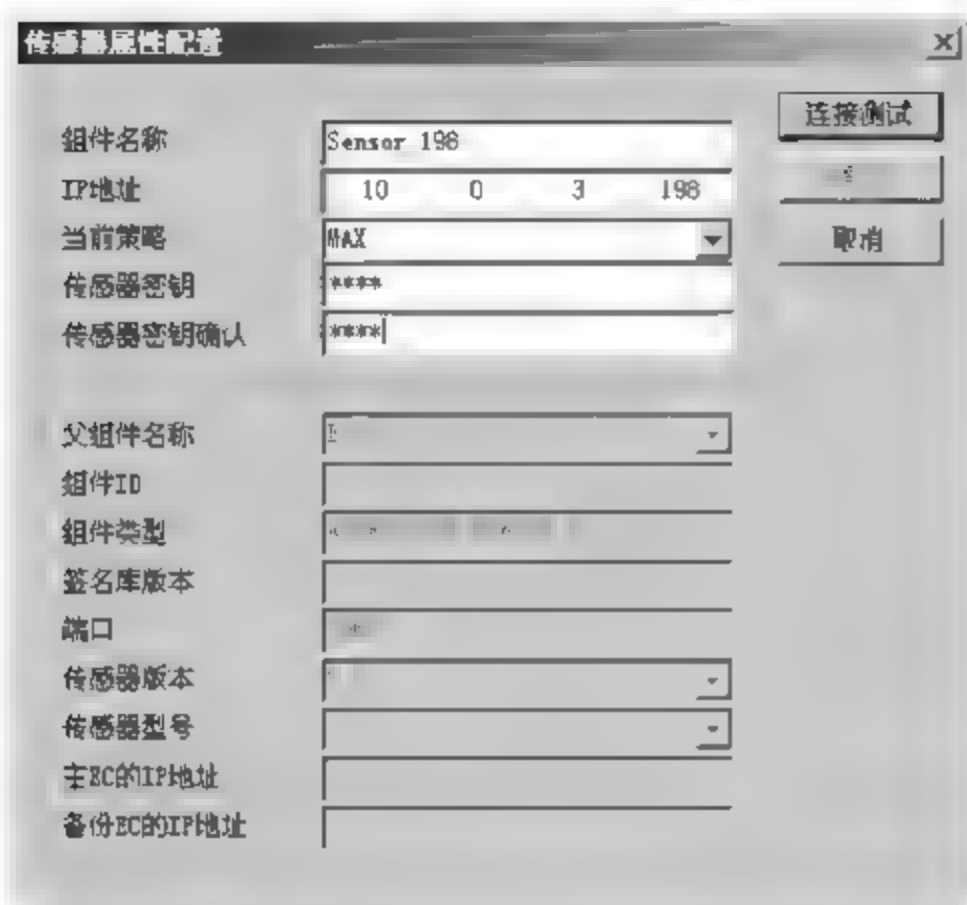 传感器属性配置
组件名称 Sensor 198
连接测试
IP地址 10 0 3 198
当前策略 MAX
取消
传感器密钥 ****
传感器密钥确认 ****
父组件名称
组件ID
组件类型
签名库版本
端口
传感器版本
传感器型号
主EC的IP地址
备份EC的IP地址